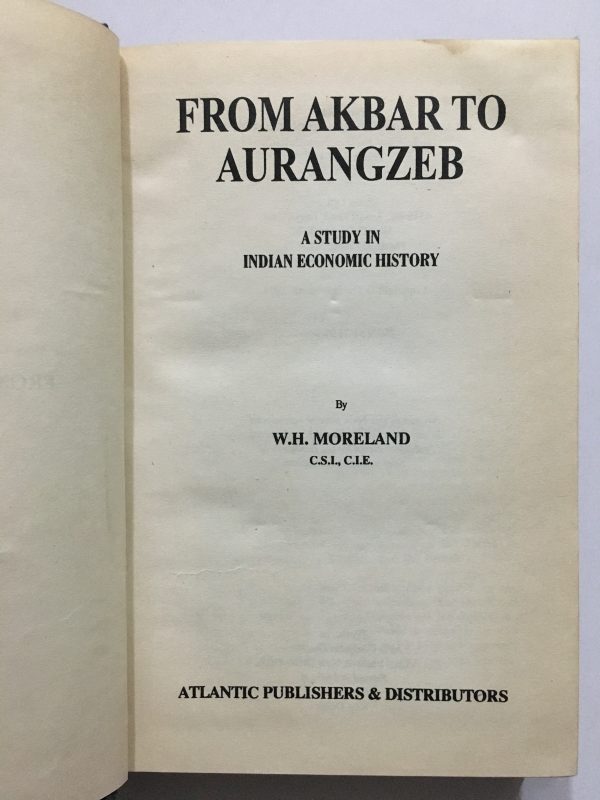 FROM AKBAR TO
AURANGZEB
A STUDY IN
INDIAN ECONOMIC HISTORY
By
W.H. MORELAND
C.S.I., C.I.E.
ATLANTIC PUBLISHERS & DISTRIBUTORS